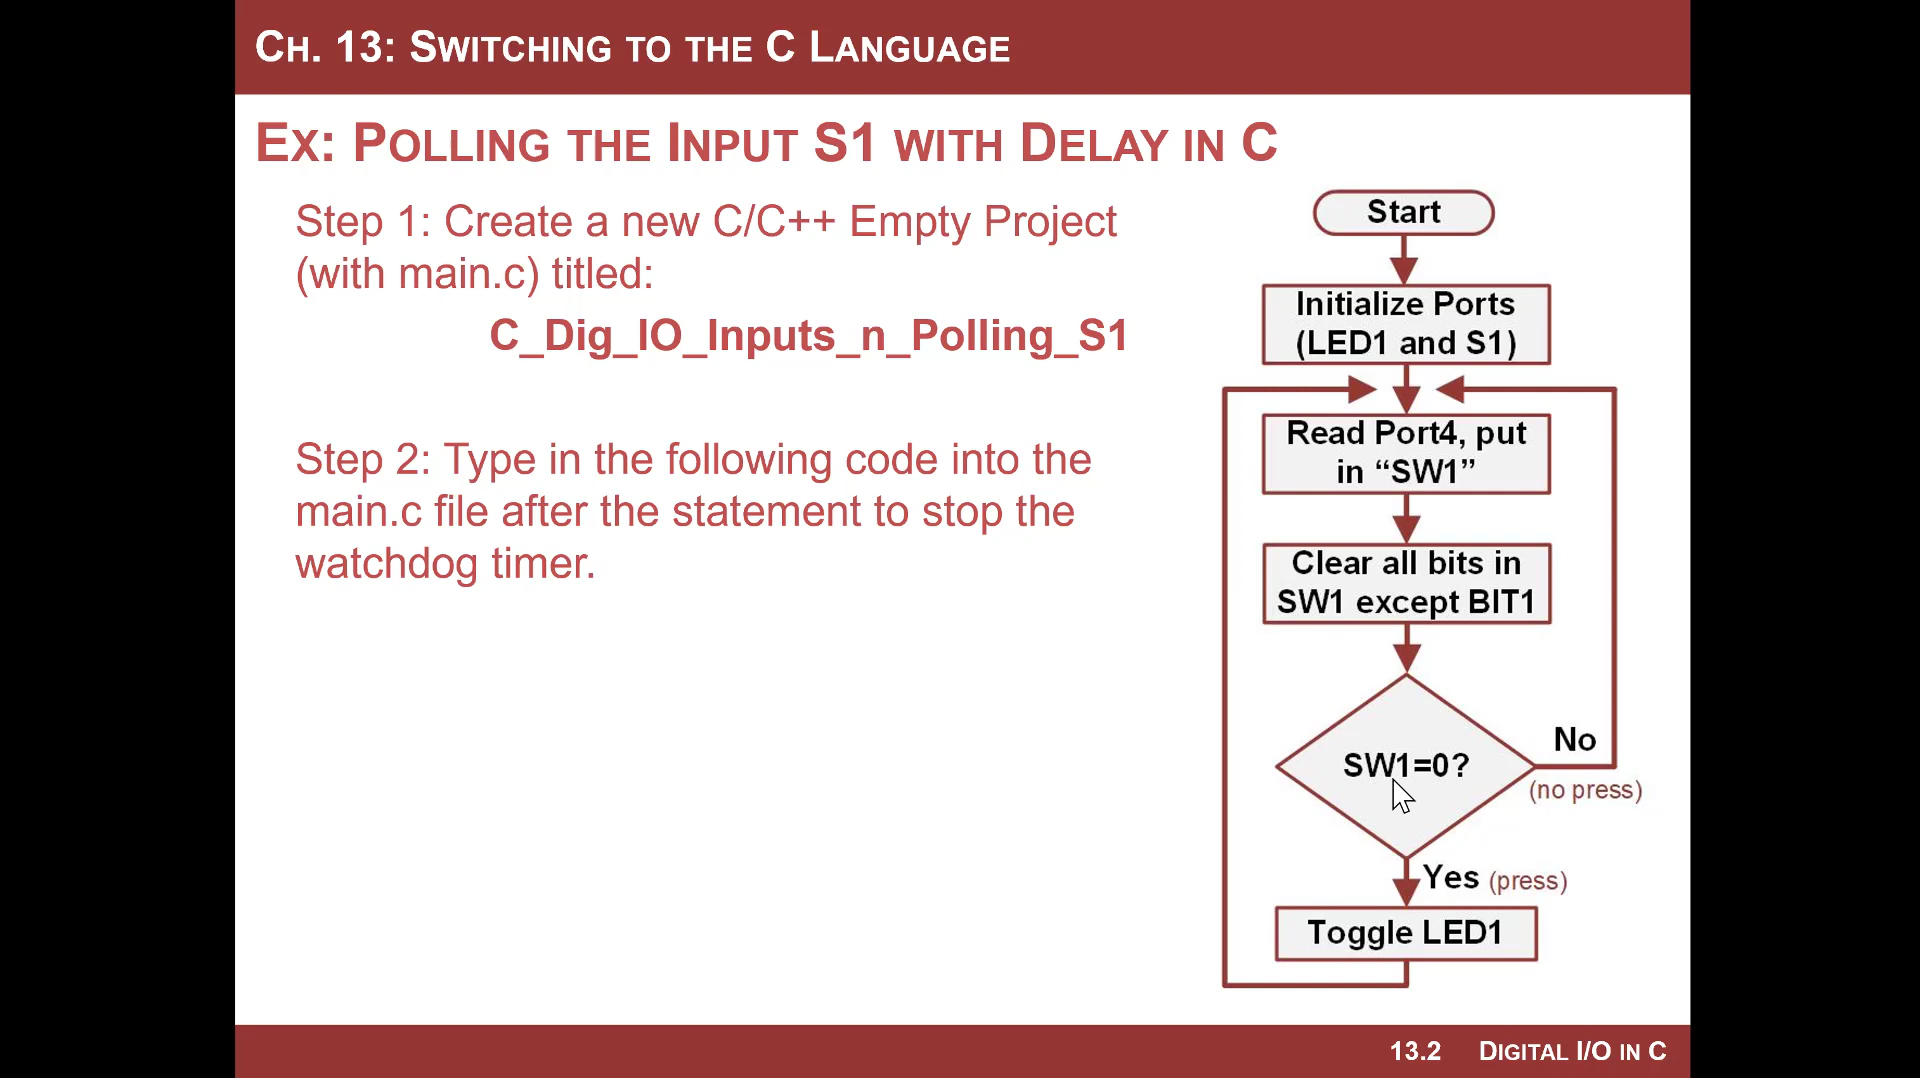 CH. 13: SWITCHING TO THE C LANGUAGE
EX: POLLING THE INPUT S1 WITH DELAY IN C
Step 1: Create a new C/C++ Empty Project
(with main.c) titled:
C_Dig_IO_Inputs_n_Polling_S1
Step 2: Type in the following code into the
main.c file after the statement to stop the
watchdog timer.
Start
Initialize Ports
(LED1 and S1)
Read Port4, put
in “SW1”
Clear all bits in
SW1 except BIT1
SW1=0?
No
(no press)
Yes (press)
Toggle LED1
13.2 DIGITAL I/O IN C